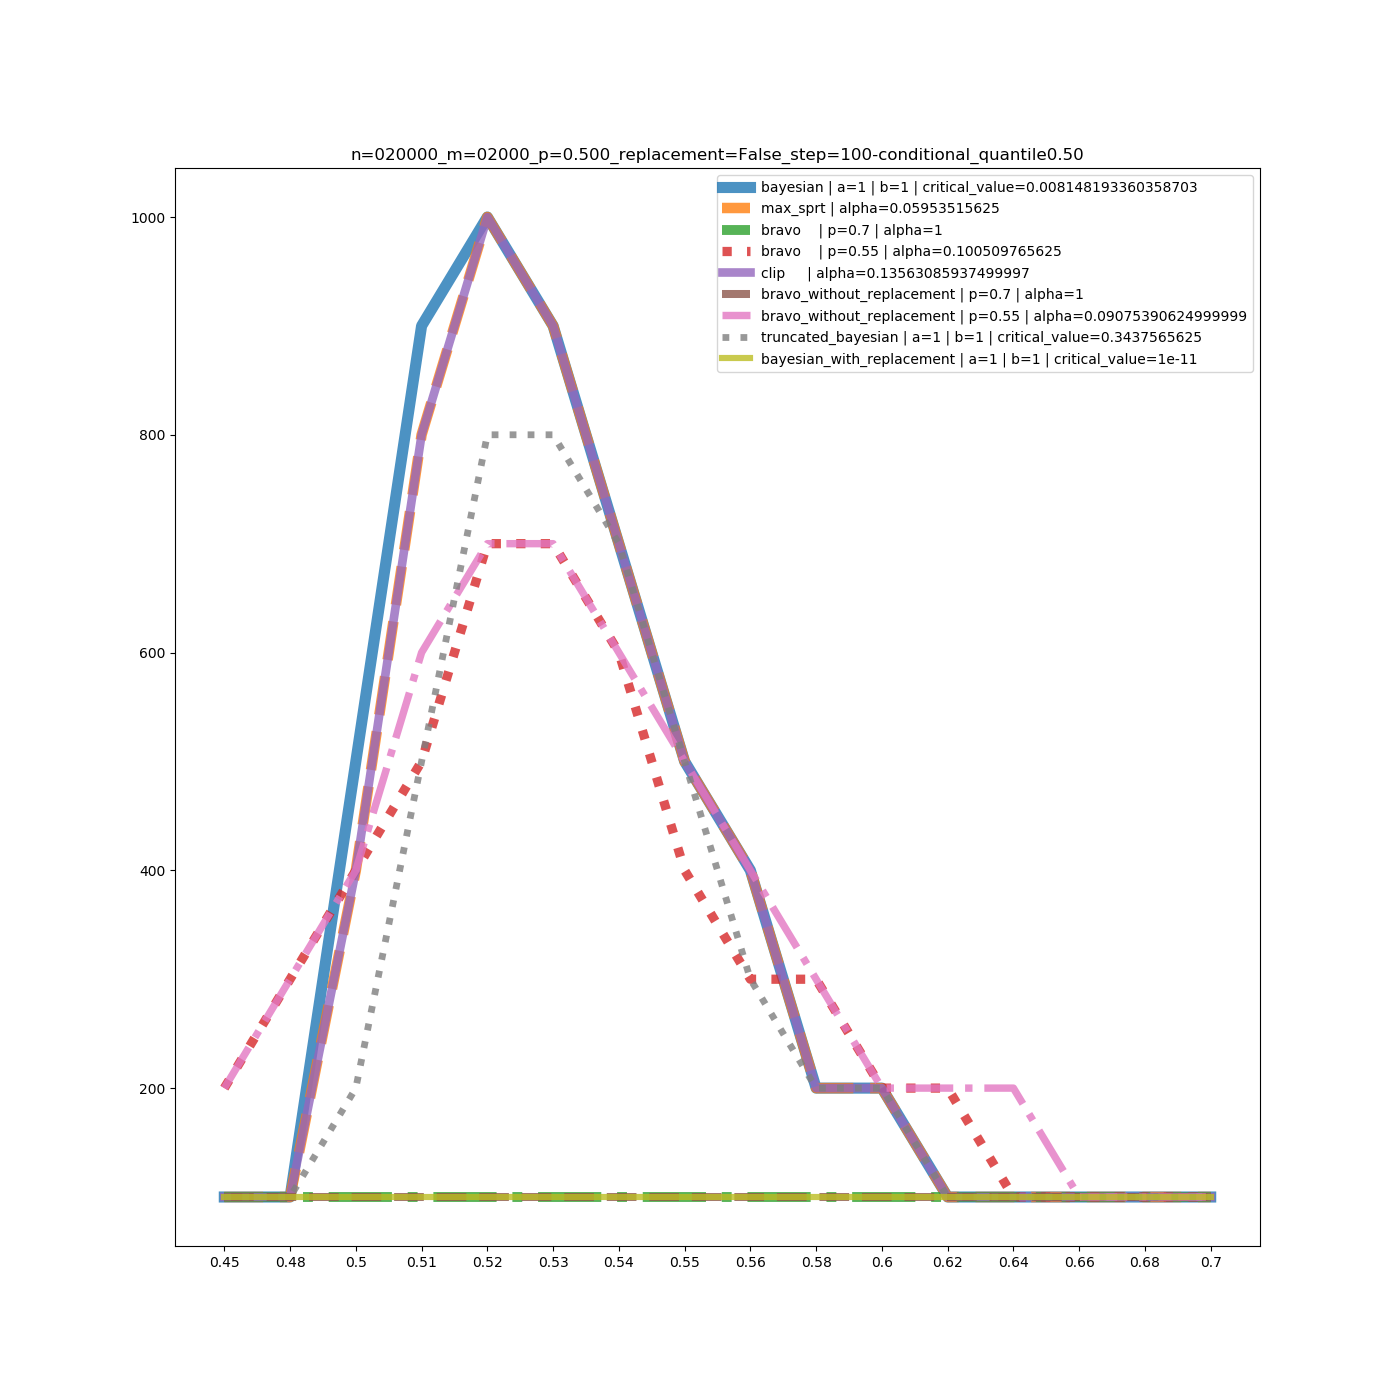 n=020000_m=02000_p=0.500_replacement=False_step=100-conditional_quantile0.50
bayesian | a=1 | b=1 | critical_value=0.008148193360358703
max_sprt | alpha=0.05953515625
bravo    | p=0.7 | alpha=1
bravo    | p=0.55 | alpha=0.100509765625
clip     | alpha=0.13563085937499997
bravo_without_replacement | p=0.7 | alpha=1
bravo_without_replacement | p=0.55 | alpha=0.09075390624999999
truncated_bayesian | a=1 | b=1 | critical_value=0.3437565625
bayesian_with_replacement | a=1 | b=1 | critical_value=1e-11
1000
800
600
400
200
0.45 0.48 0.5 0.51 0.52 0.53 0.54 0.55 0.56 0.58 0.6 0.62 0.64 0.66 0.68 0.7